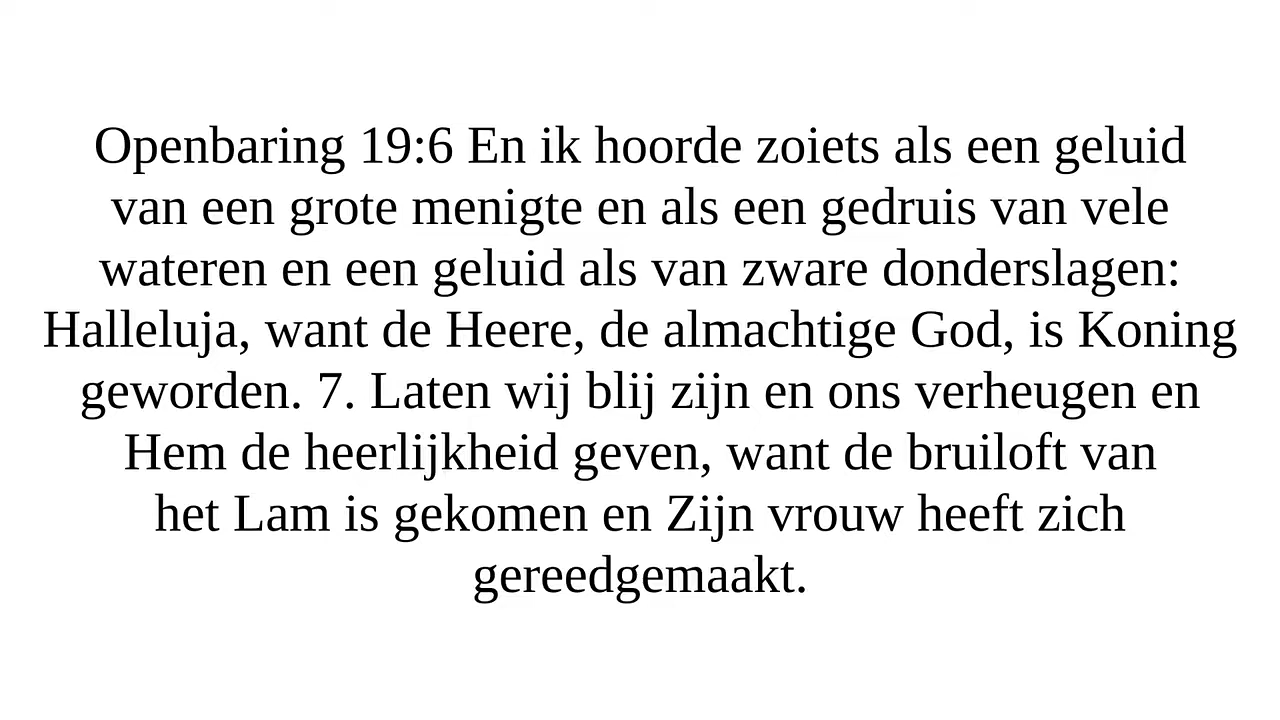 Openbaring 19:6 En ik hoorde zoiets als een geluid
van een grote menigte en als een gedruis van vele
wateren en een geluid als van zware donderslagen:
Halleluja, want de Heere, de almachtige God, is Koning
geworden. 7. Laten wij blij zijn en ons verheugen en
Hem de heerlijkheid geven, want de bruiloft van
het Lam is gekomen en Zijn vrouw heeft zich
gereedgemaakt.